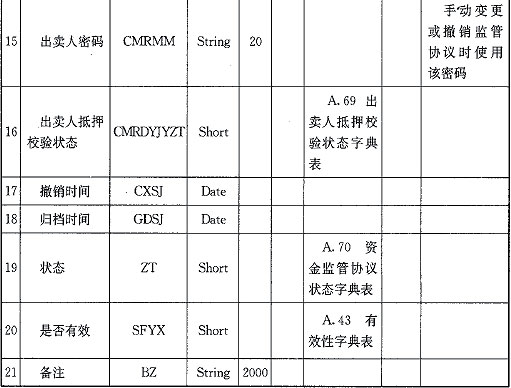 手动变更
或撤销监管
协议时使用
该密码
15 出卖人密码 CMRMM String 20
A.69 出
卖人抵押校
验状态字典
表
16 出卖人抵押
校验状态 CMRDYJYZT Short
17 撤销时间 CXSJ Date
18 归档时间 GDSJ Date
19 状态 ZT Short
A.70 资
金监管协议
状态字典表
20 是否有效 SFYX Short
A.43 有
效性字典表
21 备注 BZ String 2000